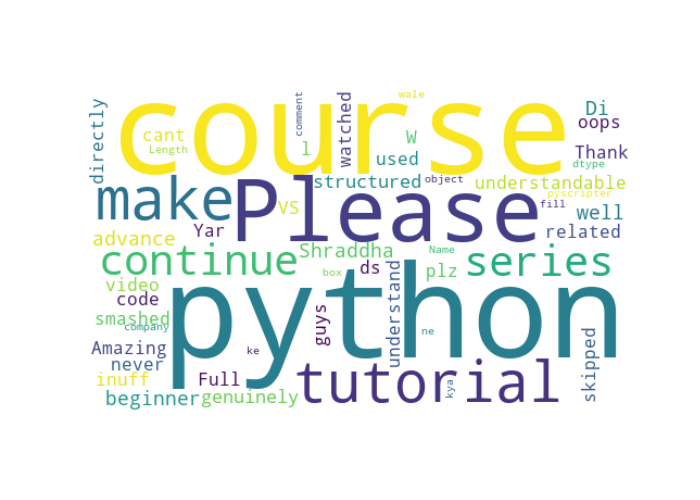 wale
course
comment
watched
directly
Di
oops
cant
Length
l
W
Thank
used
dtype
Please
make
structured
object
understandable
pyscripter
VS
fill
well
advance
Yar
related
Shraddha
Name
continue
series
box
ds
plz
video
python
code
guys
understand
smashed
company
ne
Amazing
ke
never
tutorial
skipped
inuff
Full
kya
beginner
genuinely